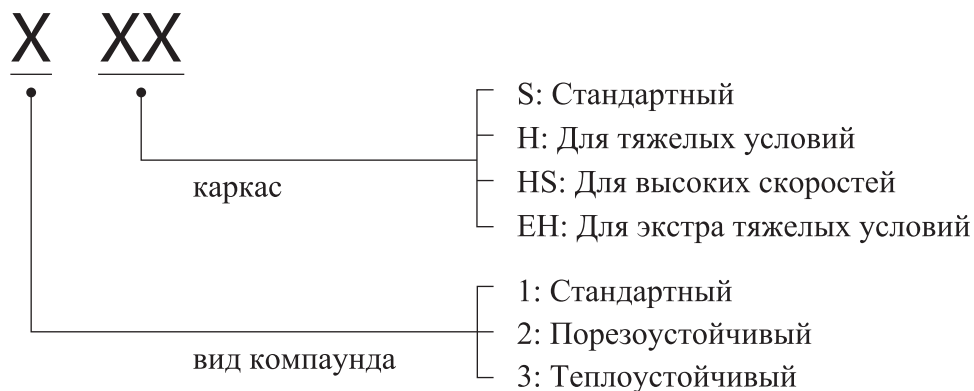 X XX
S: Стандартный
H: Для тяжелых условий
HS: Для высоких скоростей
EH: Для экстра тяжелых условий
каркас
1: Стандартный
2: Порезоустойчивый
3: Теплоустойчивый
вид компаунда